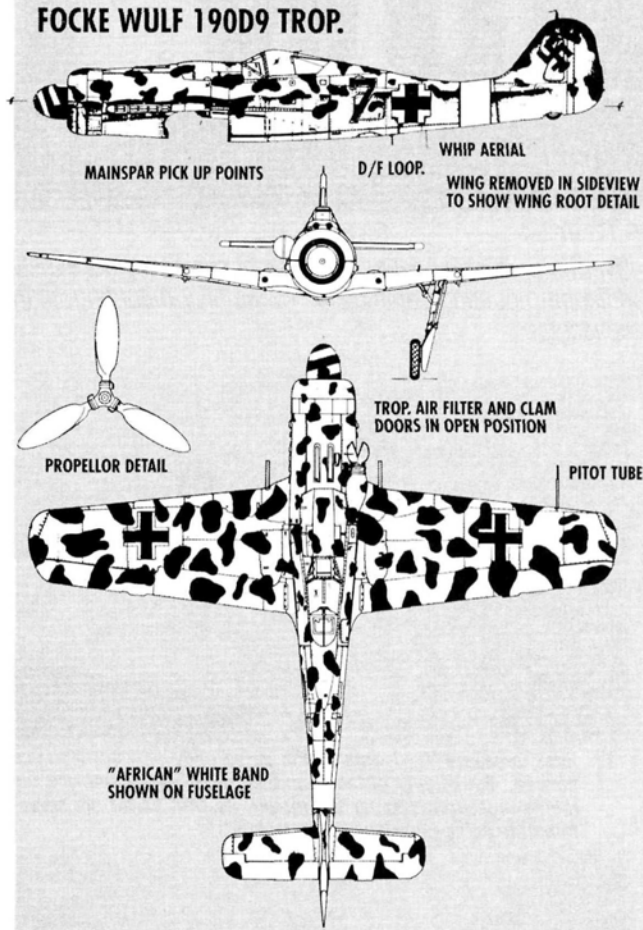 FOCKE WULF 190D9 TROP.
7
MAINSPAR PICK UP POINTS
D/F LOOP.
WHIP AERIAL
WING REMOVED IN SIDEVIEW
TO SHOW WING ROOT DETAIL
TROP. AIR FILTER AND CLAM
DOORS IN OPEN POSITION
PROPELLOR DETAIL
PITOT TUBE
"AFRICAN" WHITE BAND
SHOWN ON FUSELAGE